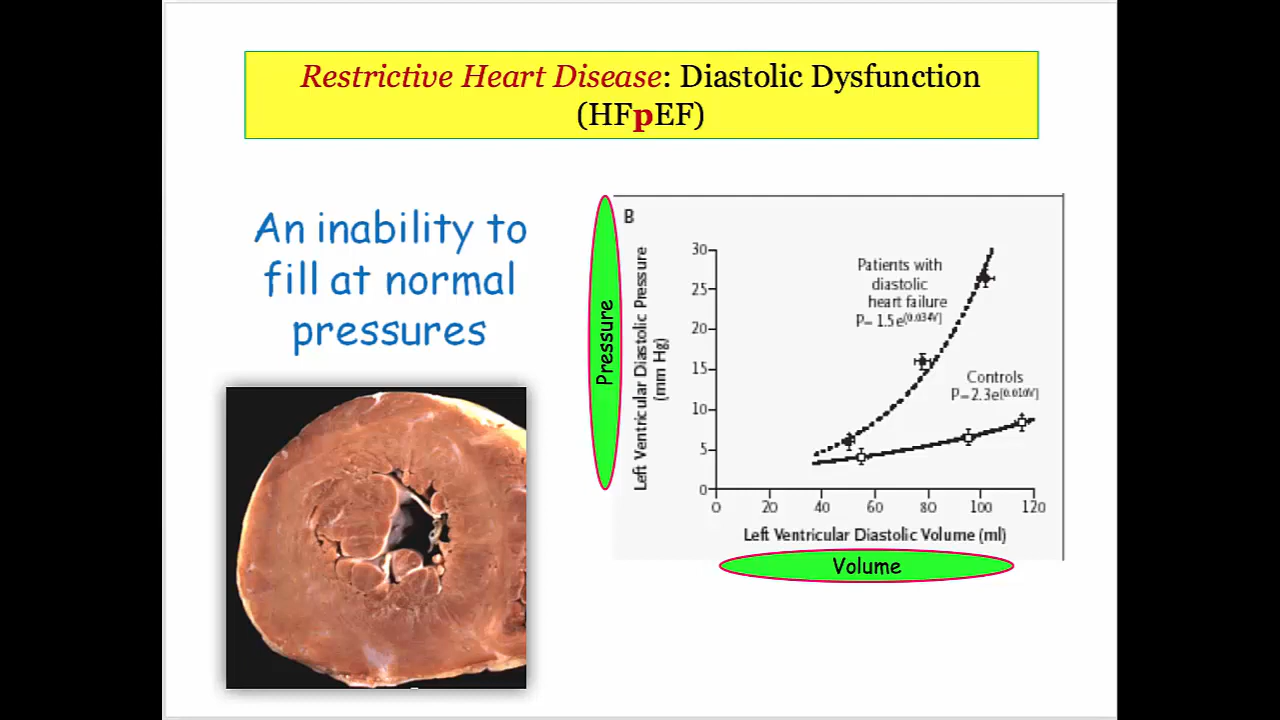 Restrictive Heart Disease: Diastolic Dysfunction
(HFpEF)
An inability to
fill at normal
pressures
B
Pressure
Left Ventricular Diastolic Pressure
(mm Hg)
30
25
20
15
10
5
0
Patients with
diastolic
heart failure
P= 1.5e(0.034V)
Controls
P=2.3e(0.010V)
0 20 40 60 80 100 120
Left Ventricular Diastolic Volume (ml)
Volume